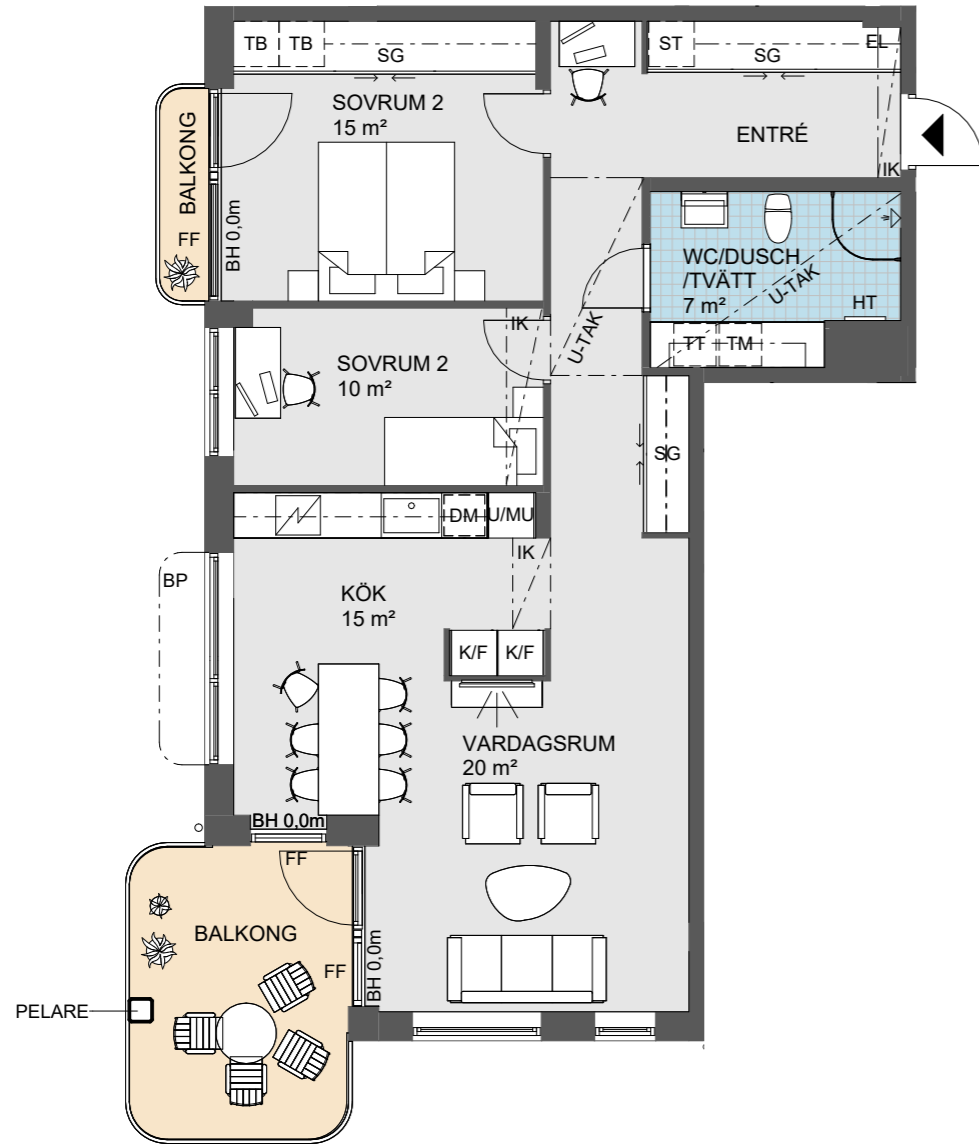 TB
TB
SG
ST
SG
EL
SOVRUM 2
15 m²
ENTRÉ
BALKONG
FF
BH 0,0m
IK
WC/DUSCH
/TVÄTT
7 m²
U-TAK
HT
TT
TM
U-TAK
IK
SOVRUM 2
10 m²
SG
DM
U/MU
IK
BP
KÖK
15 m²
K/F
K/F
VARDAGSRUM
20 m²
BH 0,0m
FF
BALKONG
FF
BH 0,0m
PELARE